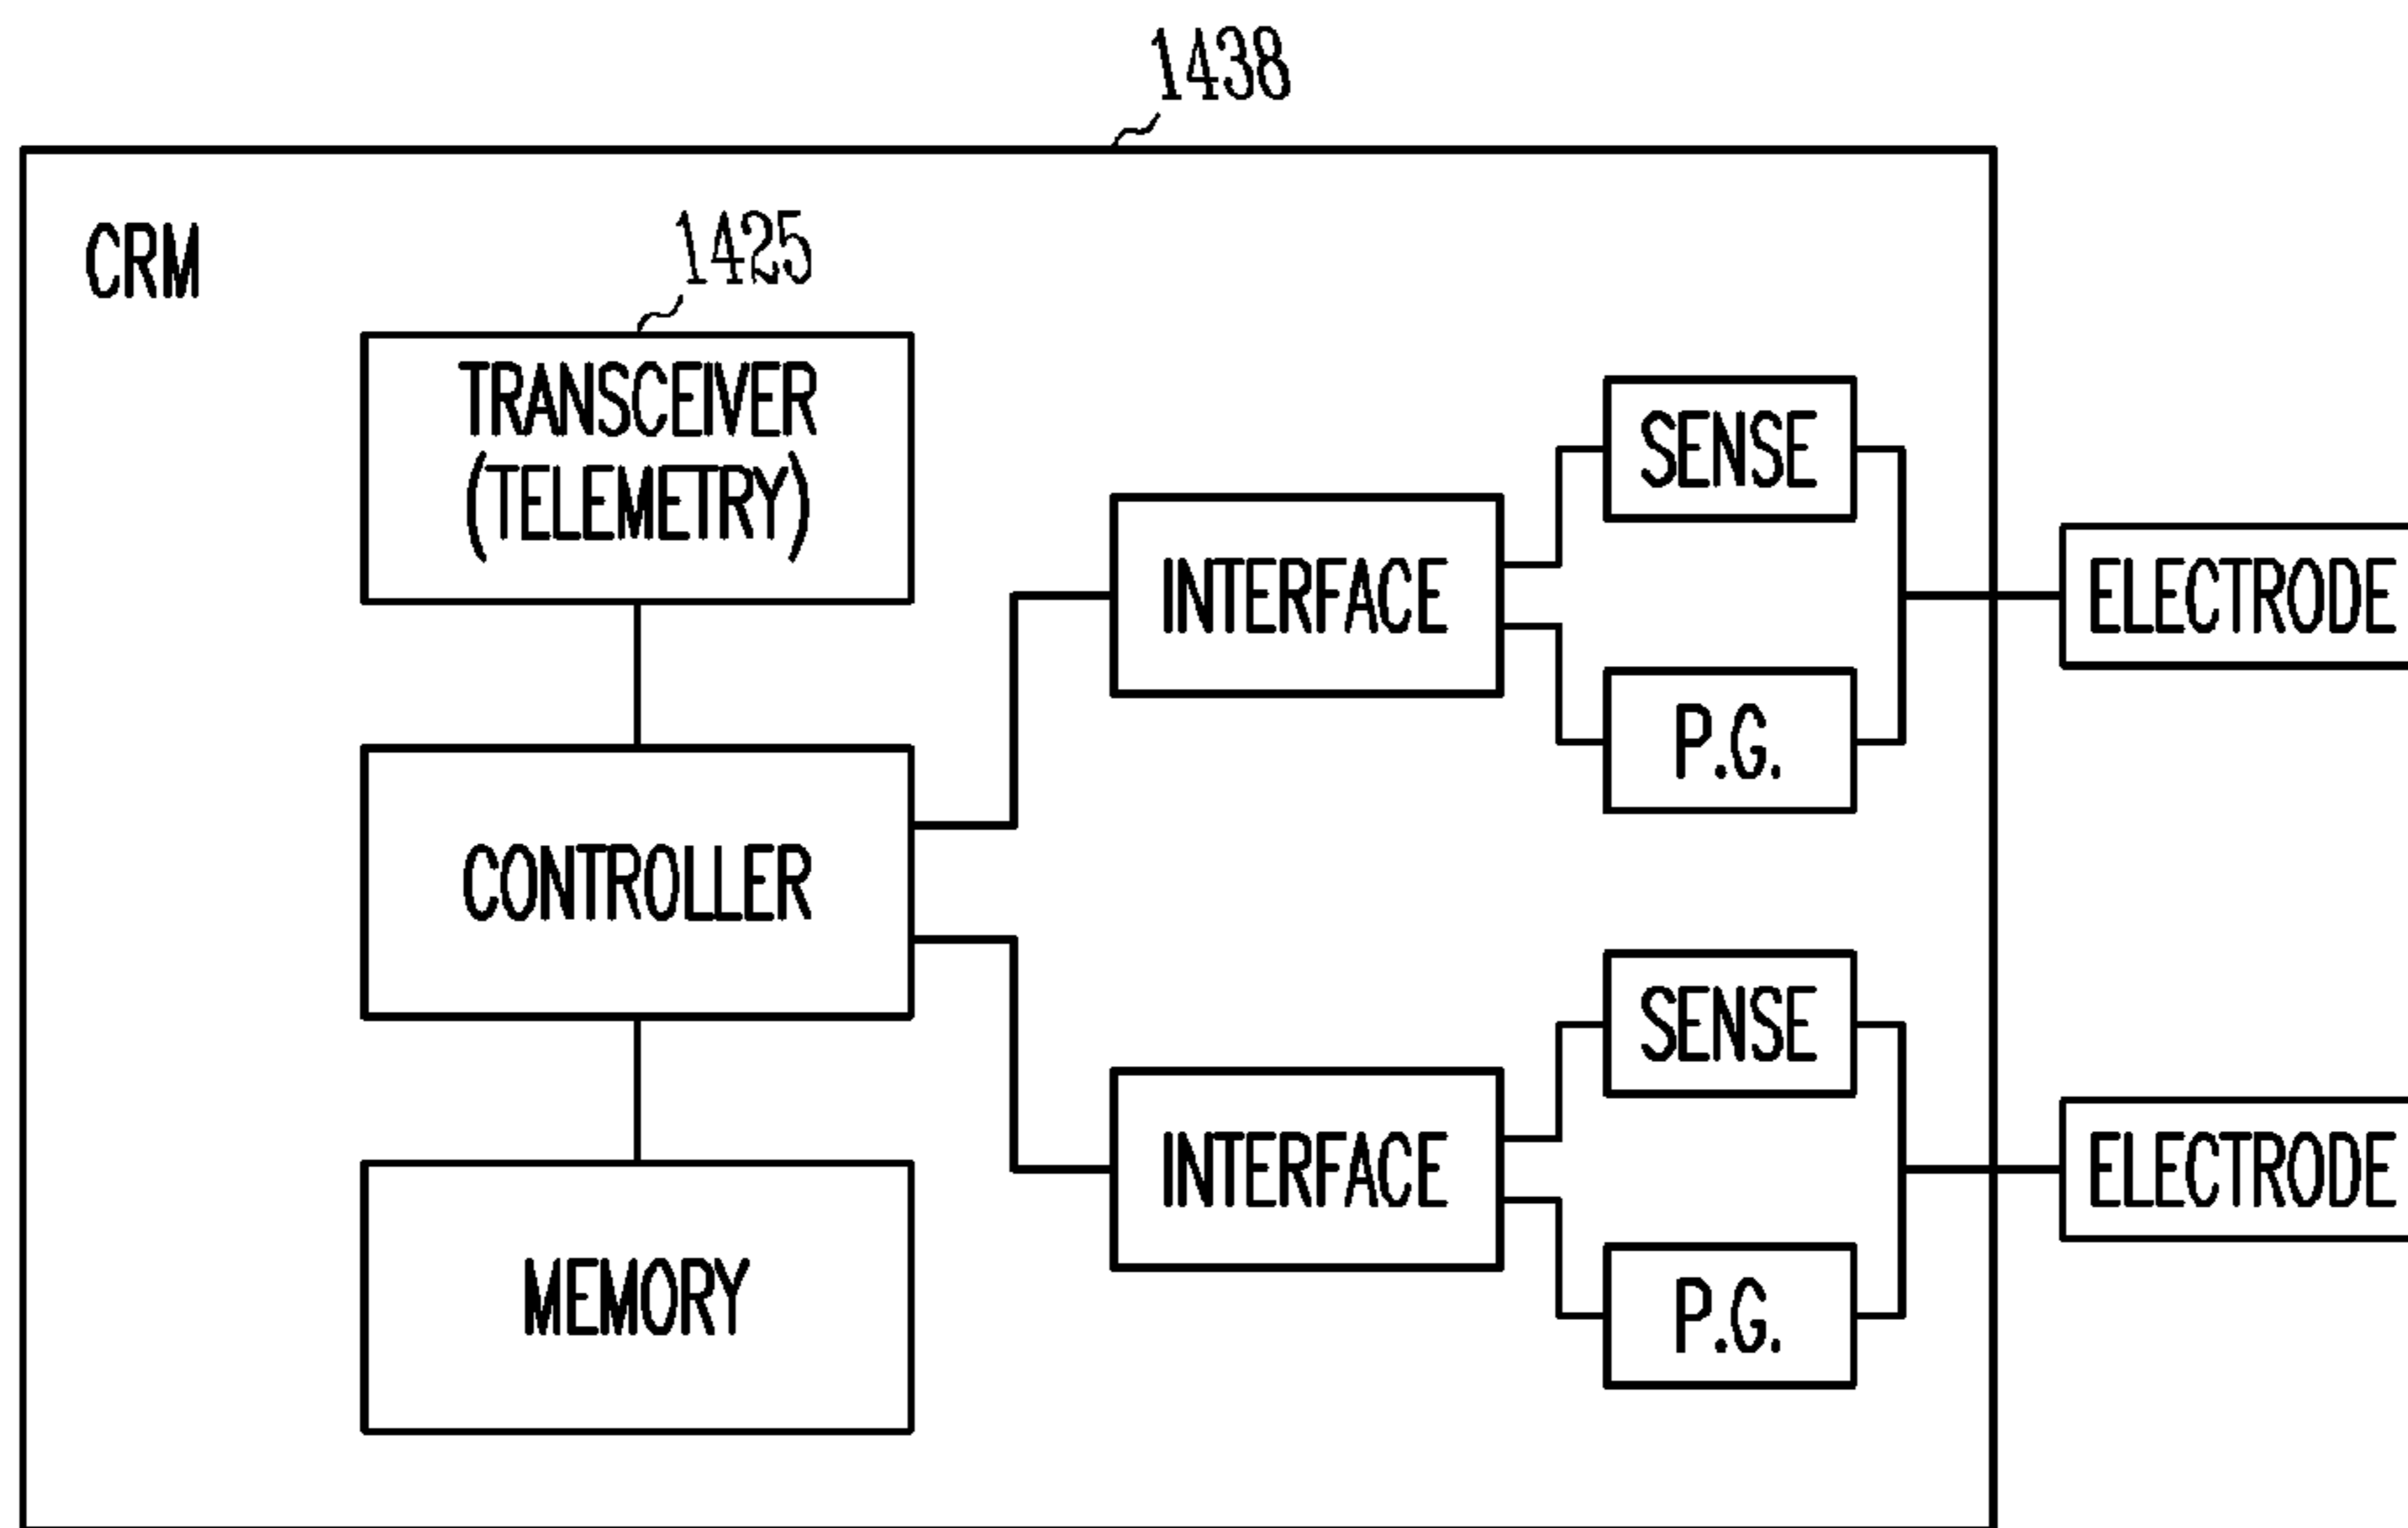 1438
CRM
1425
TRANSCEIVER
(TELEMETRY)
SENSE
INTERFACE
ELECTRODE
P.G.
CONTROLLER
SENSE
INTERFACE
ELECTRODE
MEMORY
P.G.